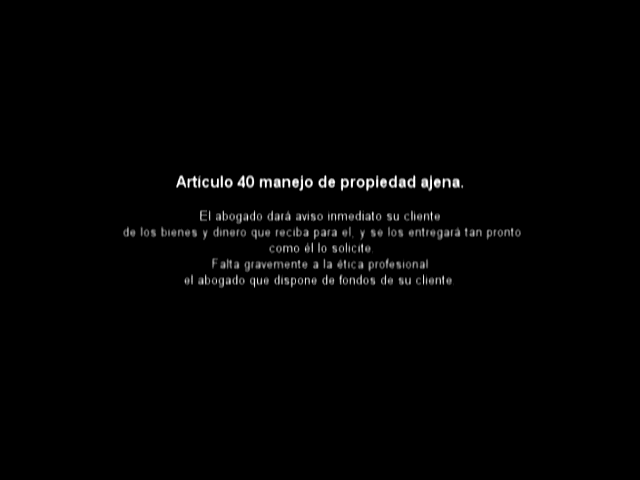 Artículo 40 manejo de propiedad ajena.
El abogado dará aviso inmediato su cliente
de los bienes y dinero que reciba para el, y se los entregará tan pronto
como él lo solicite.
Falta gravemente a la ética profesional
el abogado que dispone de fondos de su cliente